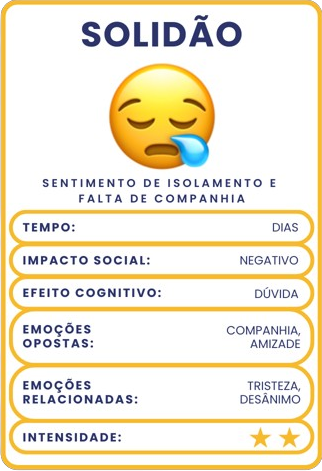 SOLIDÃO
SENTIMENTO DE ISOLAMENTO E
FALTA DE COMPANHIA
TEMPO: DIAS
IMPACTO SOCIAL: NEGATIVO
EFEITO COGNITIVO: DÚVIDA
EMOÇÕES
OPOSTAS:
COMPANHIA,
AMIZADE
EMOÇÕES
RELACIONADAS:
TRISTEZA,
DESÂNIMO
INTENSIDADE: